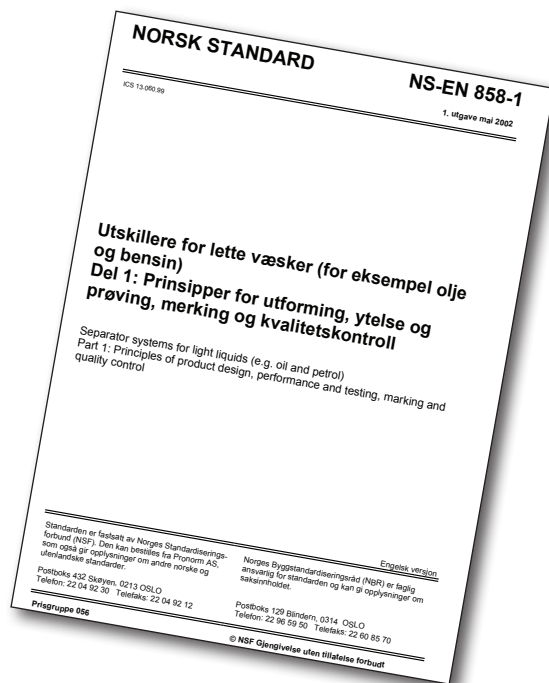 NORSK STANDARD
NS-EN 858-1
1. utgave mai 2002
ICS 13.060.99
Utskillere for lette væsker (for eksempel olje
og bensin)
Del 1: Prinsipper for utforming, ytelse og
prøving, merking og kvalitetskontroll
Separator systems for light liquids (e.g. oil and petrol)
Part 1: Principles of product design, performance and testing, marking and
quality control
Engelsk versjon
Standarden er fastsatt av Norges Standardiserings-
forbund (NSF). Den kan bestilles fra Pronorm AS,
som også gir opplysninger om andre norske og
utenlandske standarder.
Postboks 432 Skøyen, 0213 OSLO
Telefon: 22 04 92 30 Telefaks: 22 04 92 12
Norges Byggstandardiseringsråd (NBR) er faglig
ansvarlig for standarden og kan gi opplysninger om
saksinnholdet.
Postboks 129 Blindern, 0314 OSLO
Telefon: 22 96 59 50 Telefaks: 22 60 85 70
Prisgruppe 056
© NSF Gjengivelse uten tillatelse forbudt